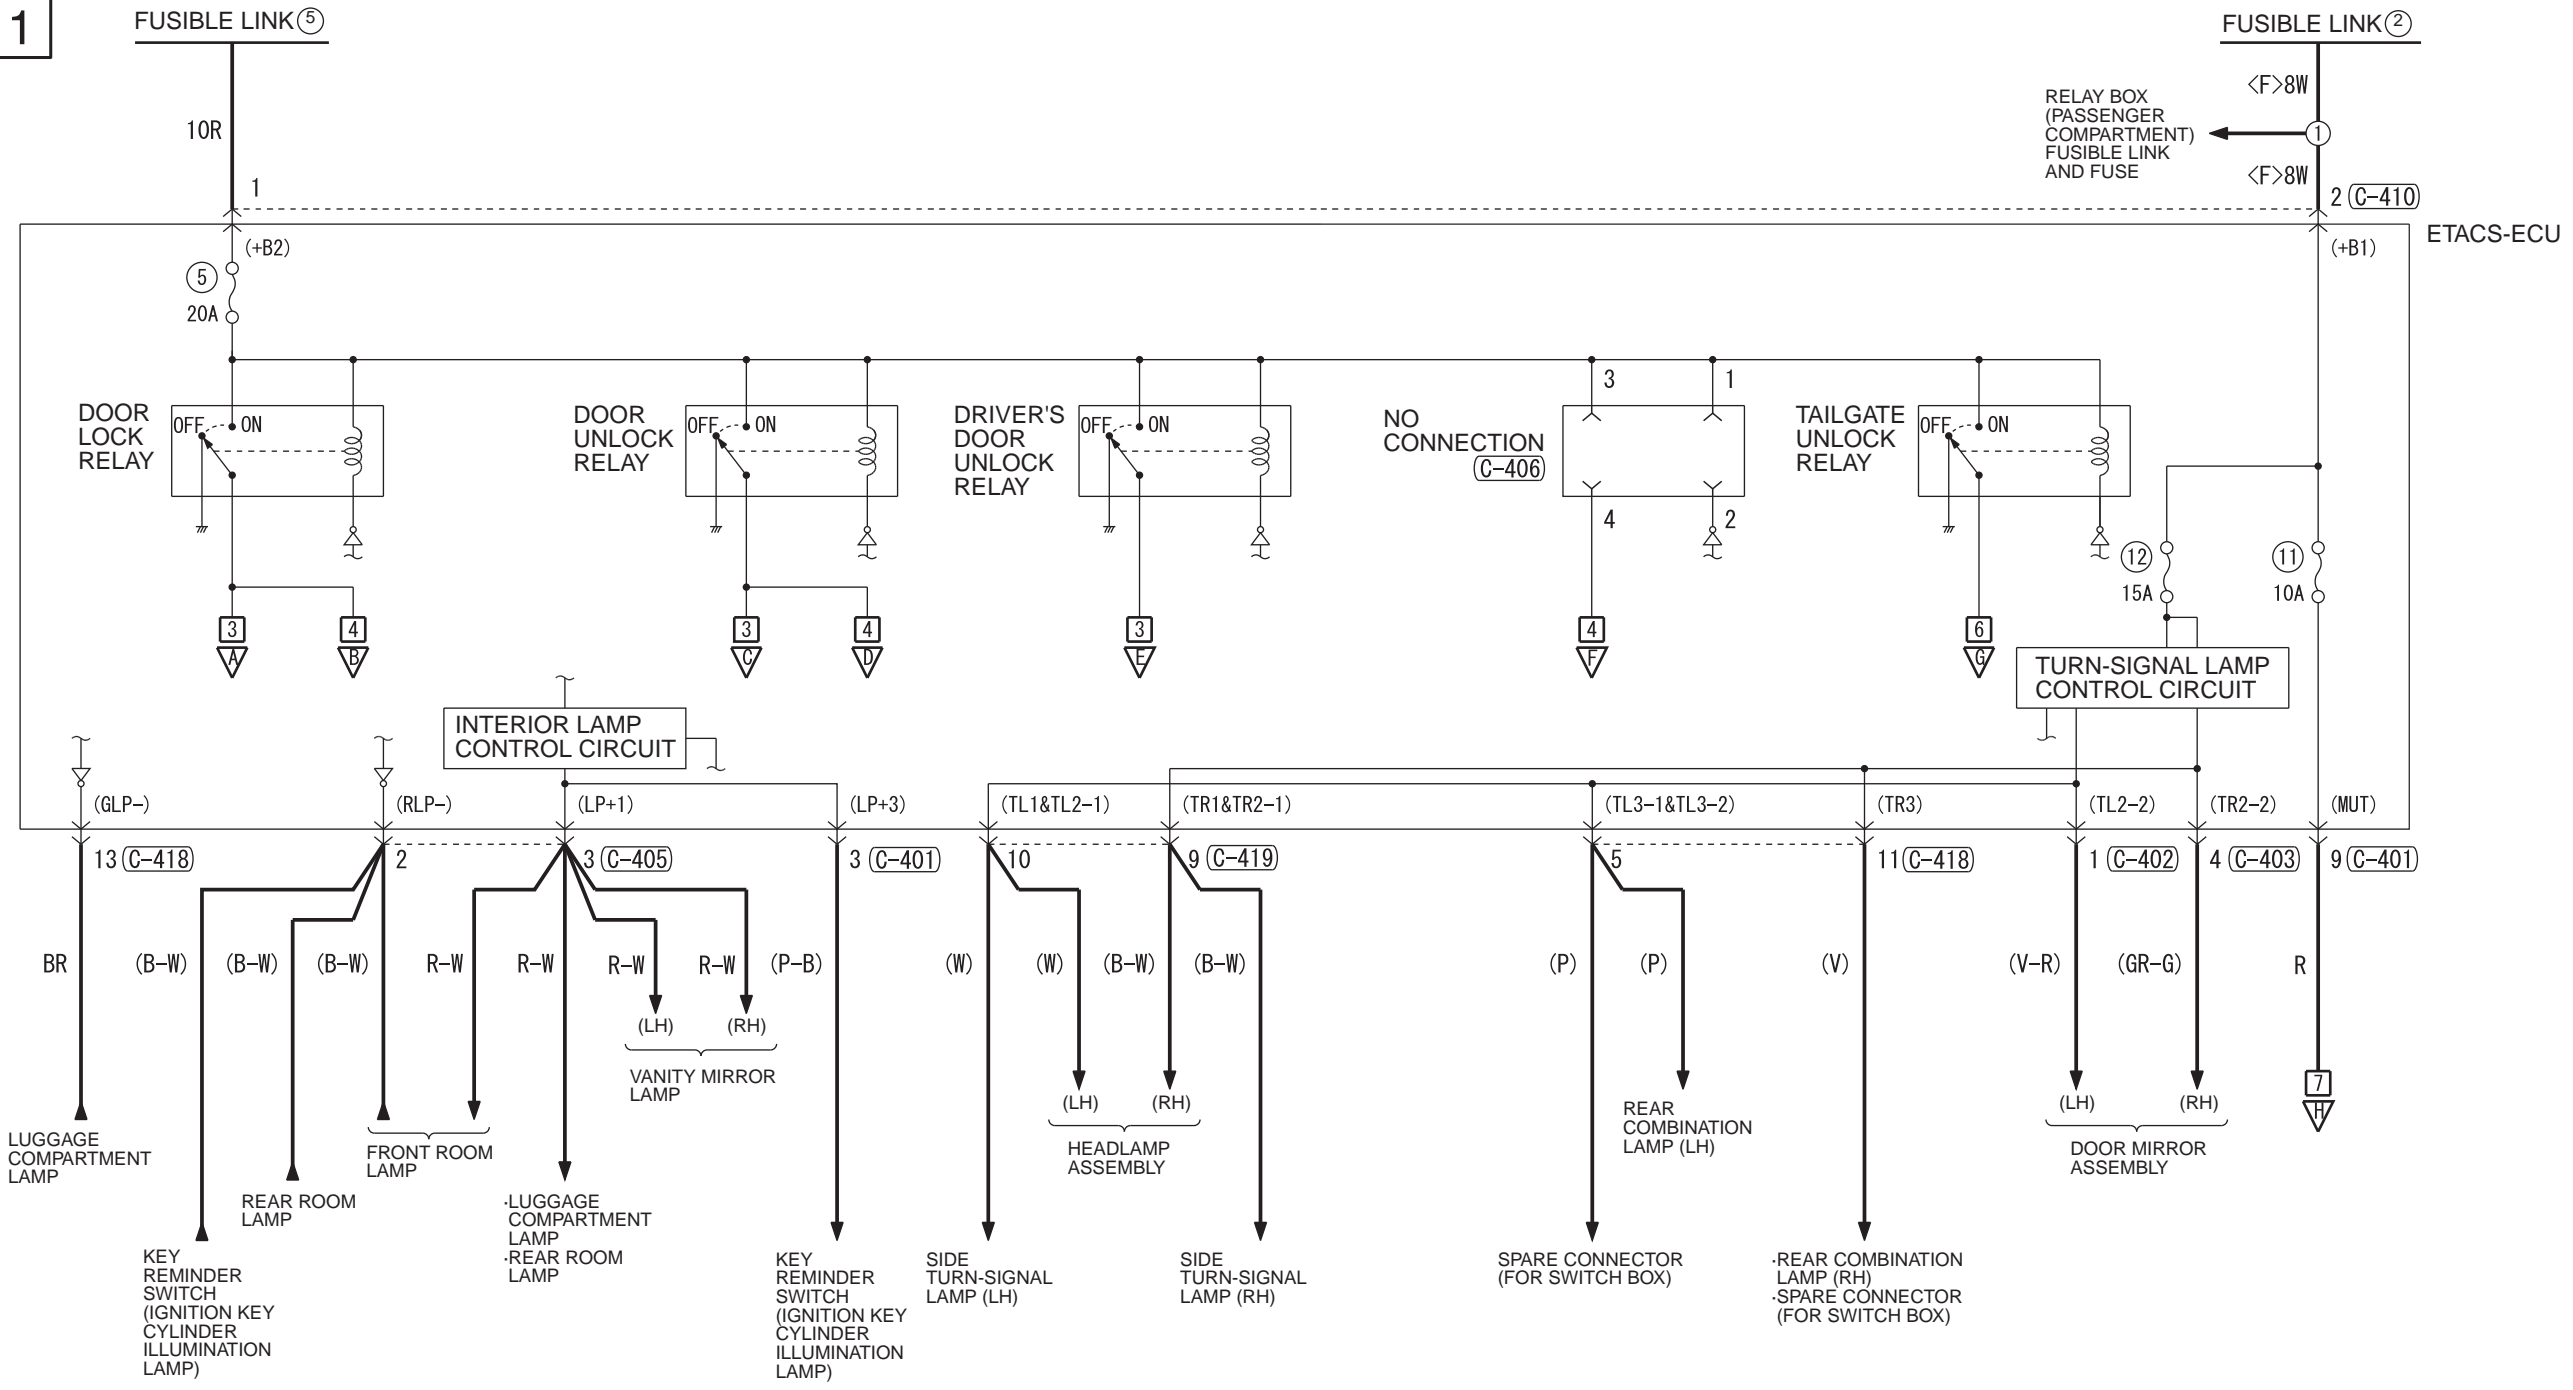 1
FUSIBLE LINK ⑤
FUSIBLE LINK ②
10R
<F>8W
RELAY BOX
(PASSENGER
COMPARTMENT)
FUSIBLE LINK
AND FUSE
①
<F>8W
1
2 C-410
ETACS-ECU
(+B2)
(+B1)
⑤
20A
DOOR
LOCK
RELAY
OFF
ON
DOOR
UNLOCK
RELAY
OFF
ON
DRIVER'S
DOOR
UNLOCK
RELAY
OFF
ON
NO
CONNECTION
C-406
3
1
4
2
TAILGATE
UNLOCK
RELAY
OFF
ON
⑫
15A
⑪
10A
3
4
3
4
3
4
6
A
B
C
D
E
F
G
TURN-SIGNAL LAMP
CONTROL CIRCUIT
INTERIOR LAMP
CONTROL CIRCUIT
(GLP-)
(RLP-)
(LP+1)
(LP+3)
(TL1&TL2-1)
(TR1&TR2-1)
(TL3-1&TL3-2)
(TR3)
(TL2-2)
(TR2-2)
(MUT)
13 C-418
2
3 C-405
3 C-401
10
9 C-419
5
11 C-418
1 C-402
4 C-403
9 C-401
BR
(B-W)
(B-W)
(B-W)
R-W
R-W
R-W
R-W
(P-B)
(W)
(W)
(B-W)
(B-W)
(P)
(P)
(V)
(V-R)
(GR-G)
R
(LH)
(RH)
VANITY MIRROR
LAMP
LUGGAGE
COMPARTMENT
LAMP
KEY
REMINDER
SWITCH
(IGNITION KEY
CYLINDER
ILLUMINATION
LAMP)
REAR ROOM
LAMP
FRONT ROOM
LAMP
·LUGGAGE
COMPARTMENT
LAMP
·REAR ROOM
LAMP
KEY
REMINDER
SWITCH
(IGNITION KEY
CYLINDER
ILLUMINATION
LAMP)
SIDE
TURN-SIGNAL
LAMP (LH)
(LH)
(RH)
HEADLAMP
ASSEMBLY
SIDE
TURN-SIGNAL
LAMP (RH)
SPARE CONNECTOR
(FOR SWITCH BOX)
REAR
COMBINATION
LAMP (LH)
·REAR COMBINATION
LAMP (RH)
·SPARE CONNECTOR
(FOR SWITCH BOX)
(LH)
(RH)
DOOR MIRROR
ASSEMBLY
7
H